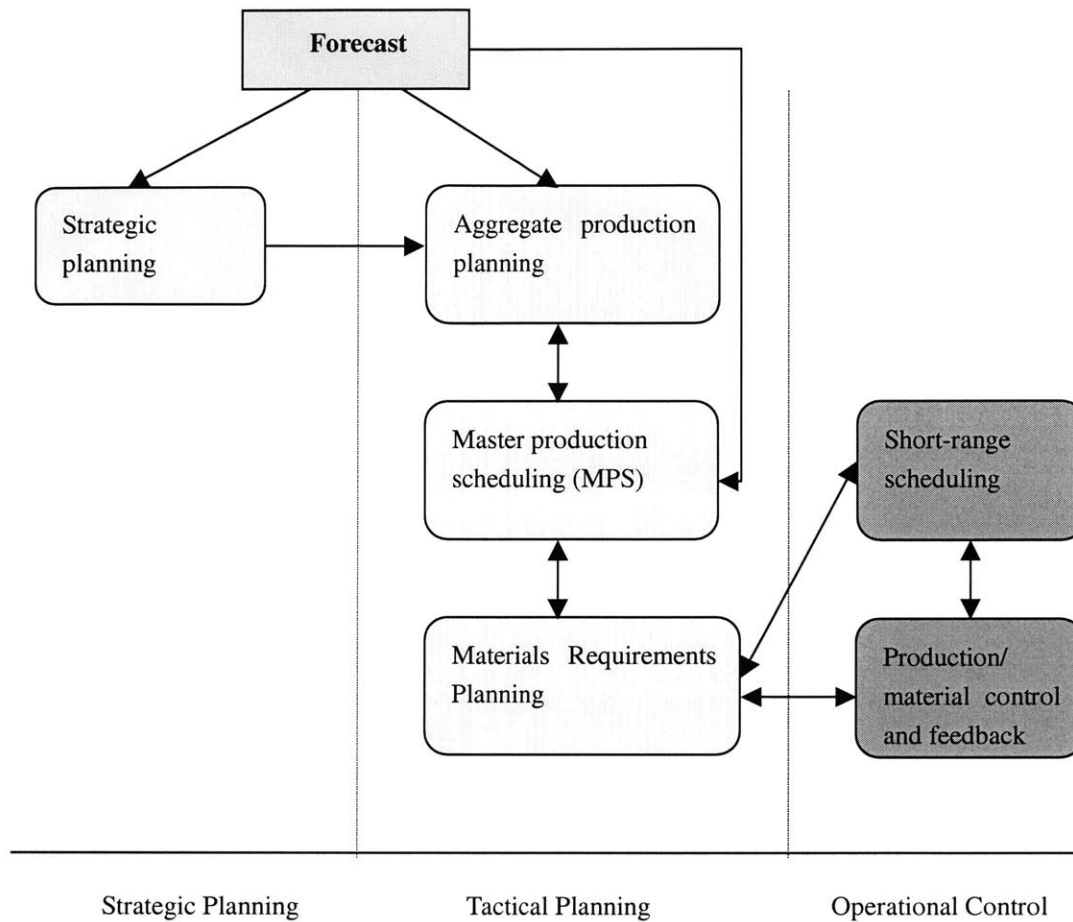 Forecast
Strategic
planning
Aggregate production
planning
Master production
scheduling (MPS)
Short-range
scheduling
Materials Requirements
Planning
Production/
material control
and feedback
Strategic Planning
Tactical Planning
Operational Control